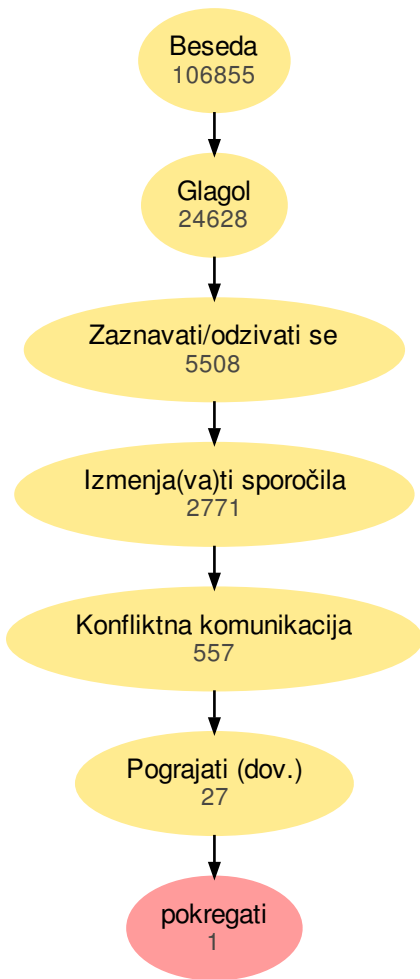 Beseda
106855
Glagol
24628
Zaznavati/odzivati se
5508
Izmenja(va)ti sporočila
2771
Konfliktna komunikacija
557
Pograjati (dov.)
27
pokregati
1